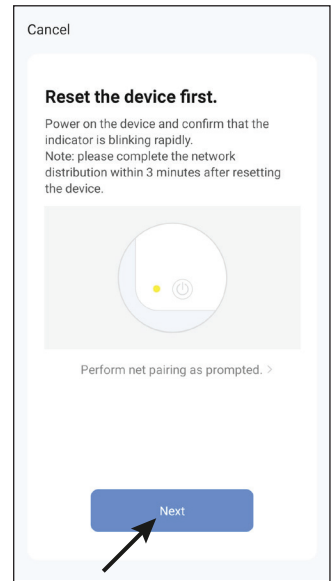 Cancel
Reset the device first.
Power on the device and confirm that the
indicator is blinking rapidly.
Note: please complete the network
distribution within 3 minutes after resetting
the device.
Perform net pairing as prompted. >
Next